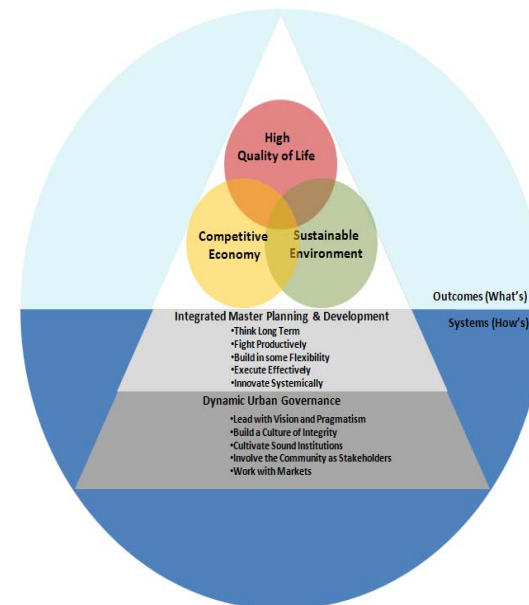 High
Quality of Life
Competitive
Economy
Sustainable
Environment
Outcomes (What's)
Systems (How's)
Integrated Master Planning & Development
•Think Long Term
•Fight Productively
•Build in some Flexibility
•Execute Effectively
•Innovate Systemically
Dynamic Urban Governance
•Lead with Vision and Pragmatism
•Build a Culture of Integrity
•Cultivate Sound Institutions
•Involve the Community as Stakeholders
•Work with Markets